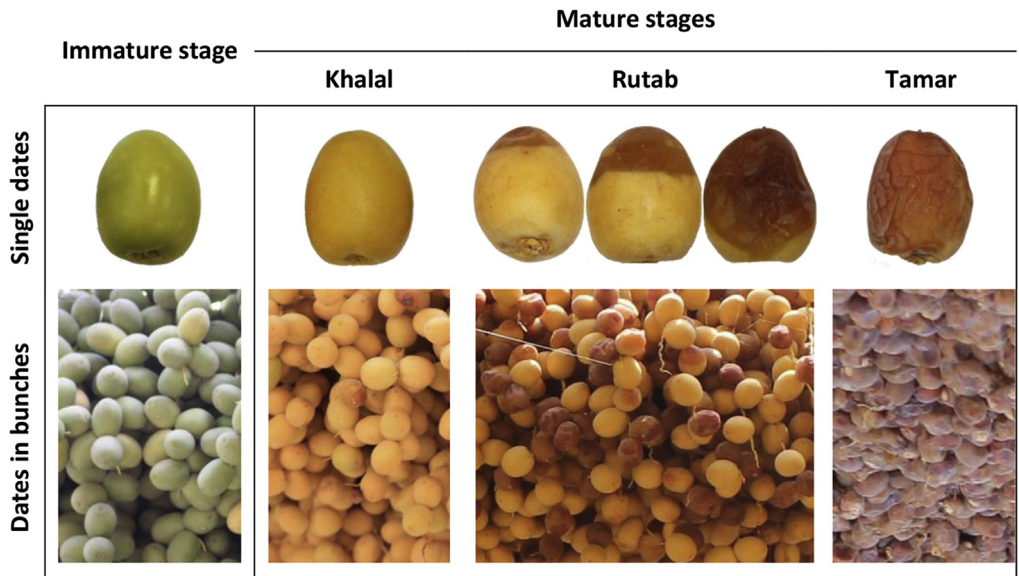 Mature stages
Immature stage
Khalal
Rutab
Tamar
Single dates
Dates in bunches